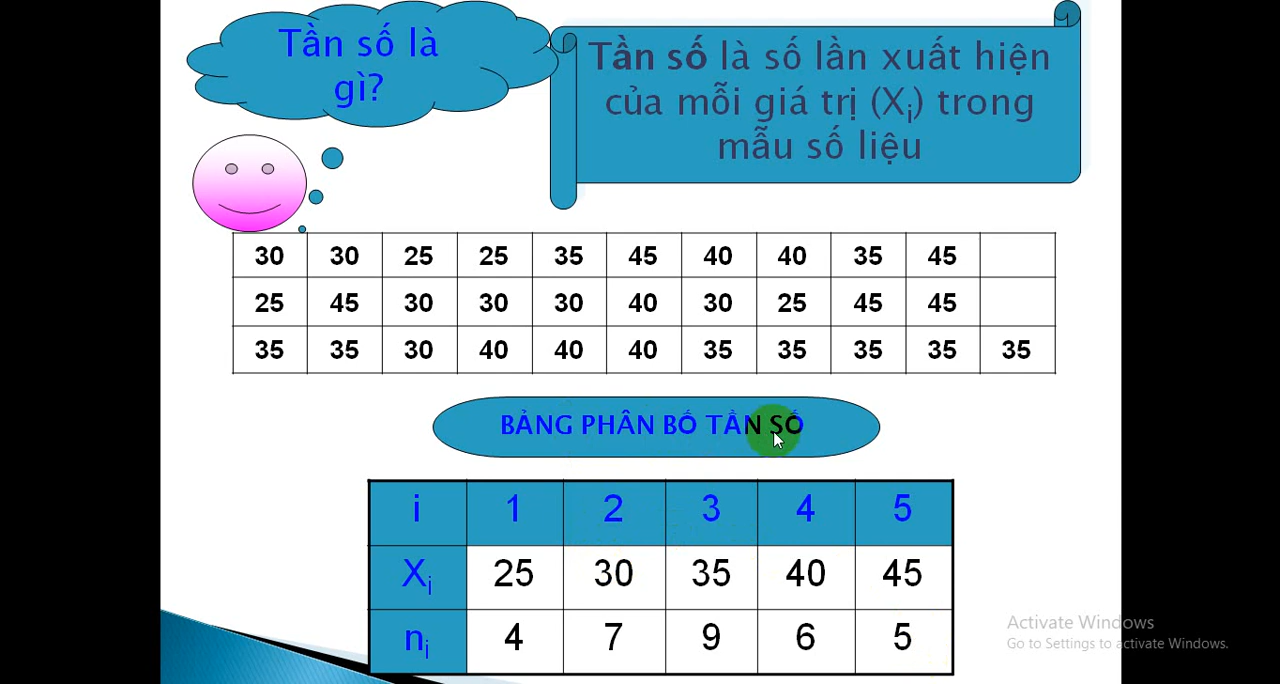 Tần số là
gì?
Tần số là số lần xuất hiện
của mỗi giá trị (Xi) trong
mẫu số liệu
30 30 25 25 35 45 40 40 35 45
25 45 30 30 30 40 30 25 45 45
35 35 30 40 40 40 35 35 35 35 35
BẢNG PHÂN BỐ TẦN SỐ
i 1 2 3 4 5
Xi 25 30 35 40 45
ni 4 7 9 6 5
Activate Windows
Go to Settings to activate Windows.